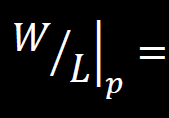 W/L|p =